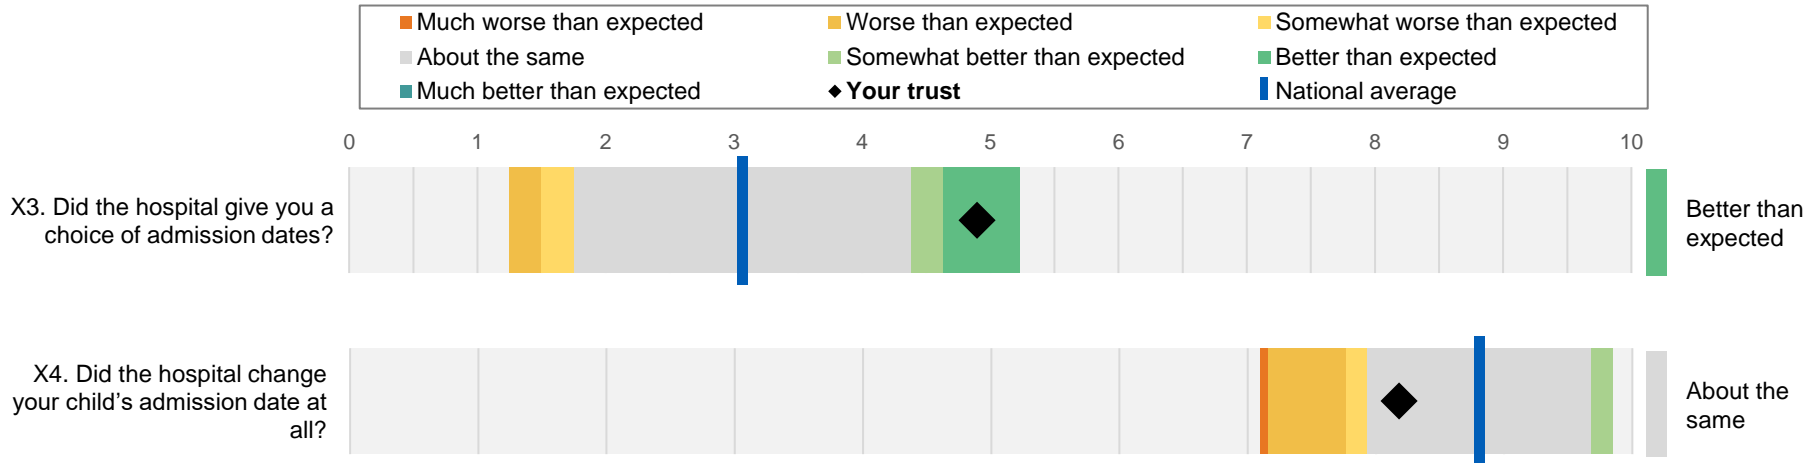 Much worse than expected
Worse than expected
Somewhat worse than expected
About the same
Somewhat better than expected
Better than expected
Much better than expected
Your trust
National average
0 1 2 3 4 5 6 7 8 9 10
X3. Did the hospital give you a
choice of admission dates?
Better than
expected
X4. Did the hospital change
your child’s admission date at
all?
About the
same